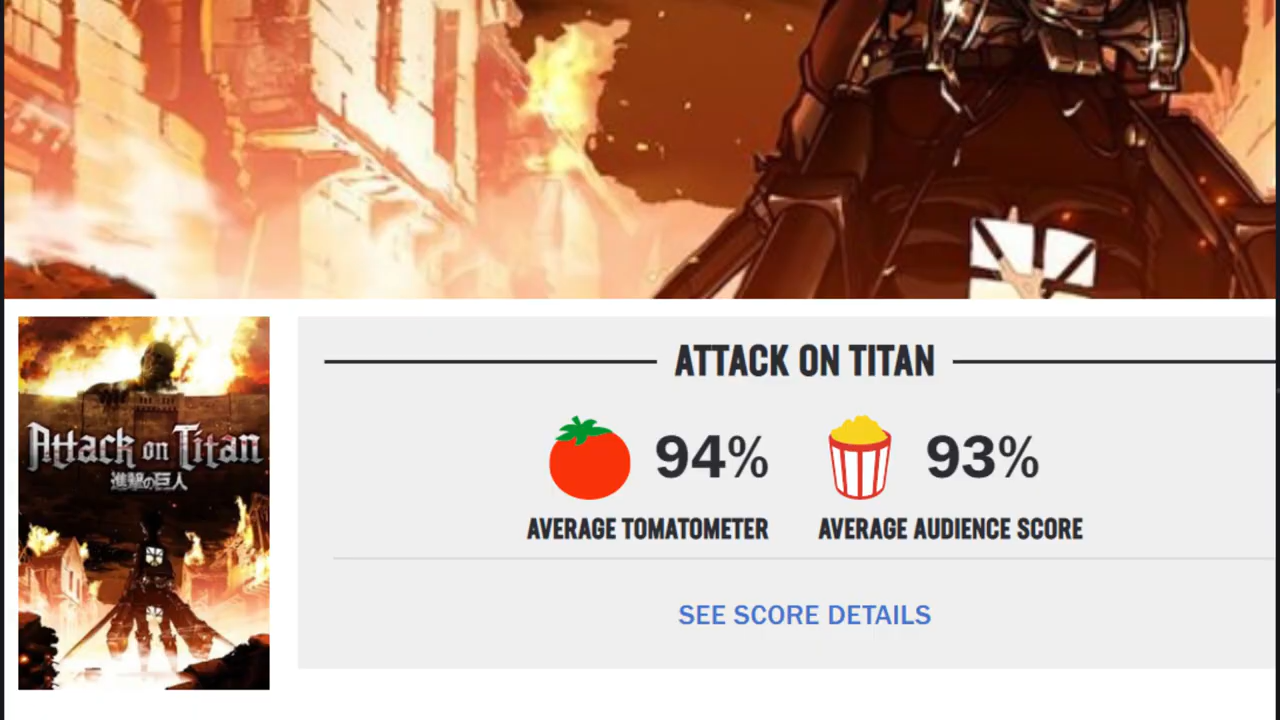 Attack on Titan
進撃の巨人
ATTACK ON TITAN
94%
93%
AVERAGE TOMATOMETER
AVERAGE AUDIENCE SCORE
SEE SCORE DETAILS